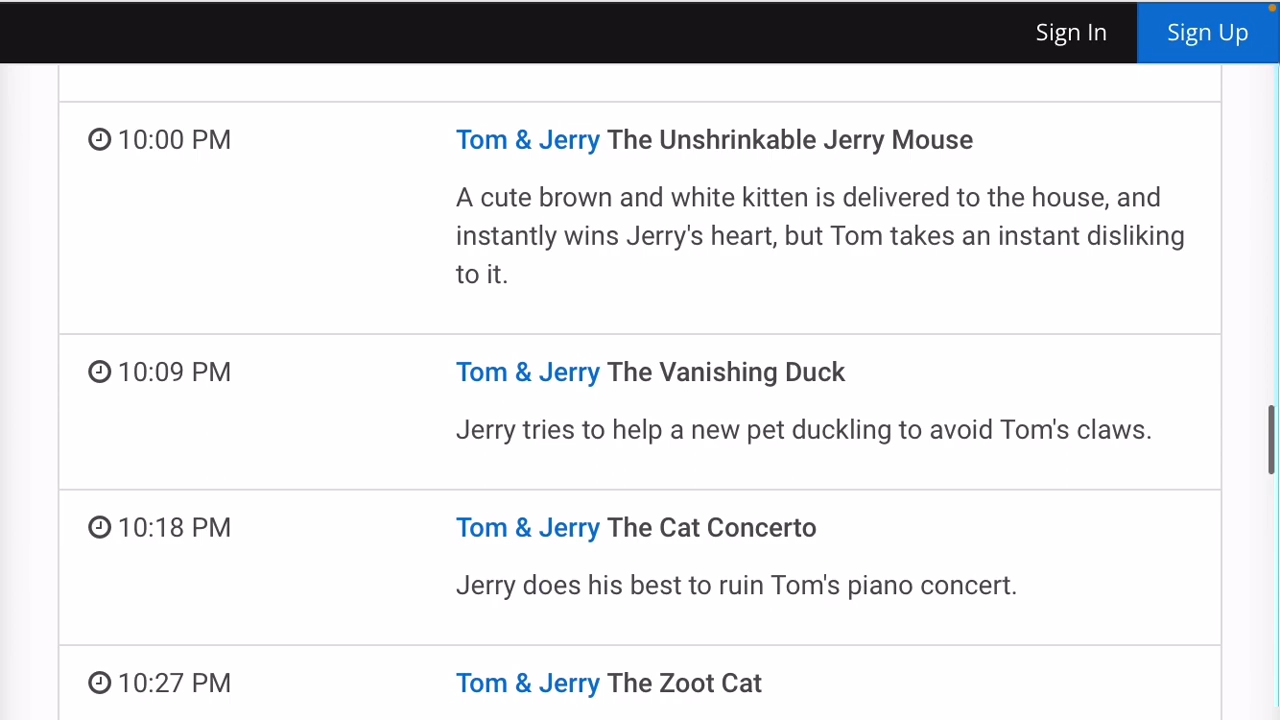 Sign In
Sign Up
10:00 PM
Tom & Jerry The Unshrinkable Jerry Mouse
A cute brown and white kitten is delivered to the house, and
instantly wins Jerry's heart, but Tom takes an instant disliking
to it.
10:09 PM
Tom & Jerry The Vanishing Duck
Jerry tries to help a new pet duckling to avoid Tom's claws.
10:18 PM
Tom & Jerry The Cat Concerto
Jerry does his best to ruin Tom's piano concert.
10:27 PM
Tom & Jerry The Zoot Cat